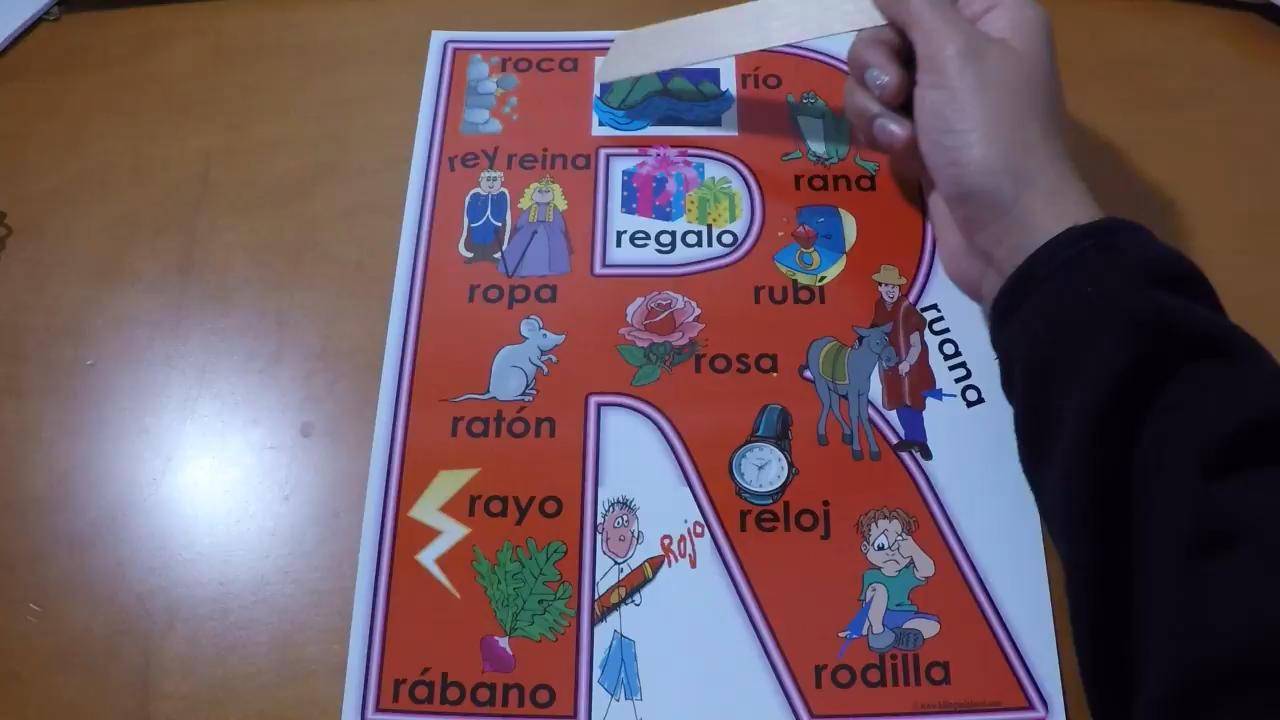 roca
río
rana
rey reina
regalo
ropa
rubí
rosa
ruana
ratón
rayo
reloj
Rojo
rábano
rodilla